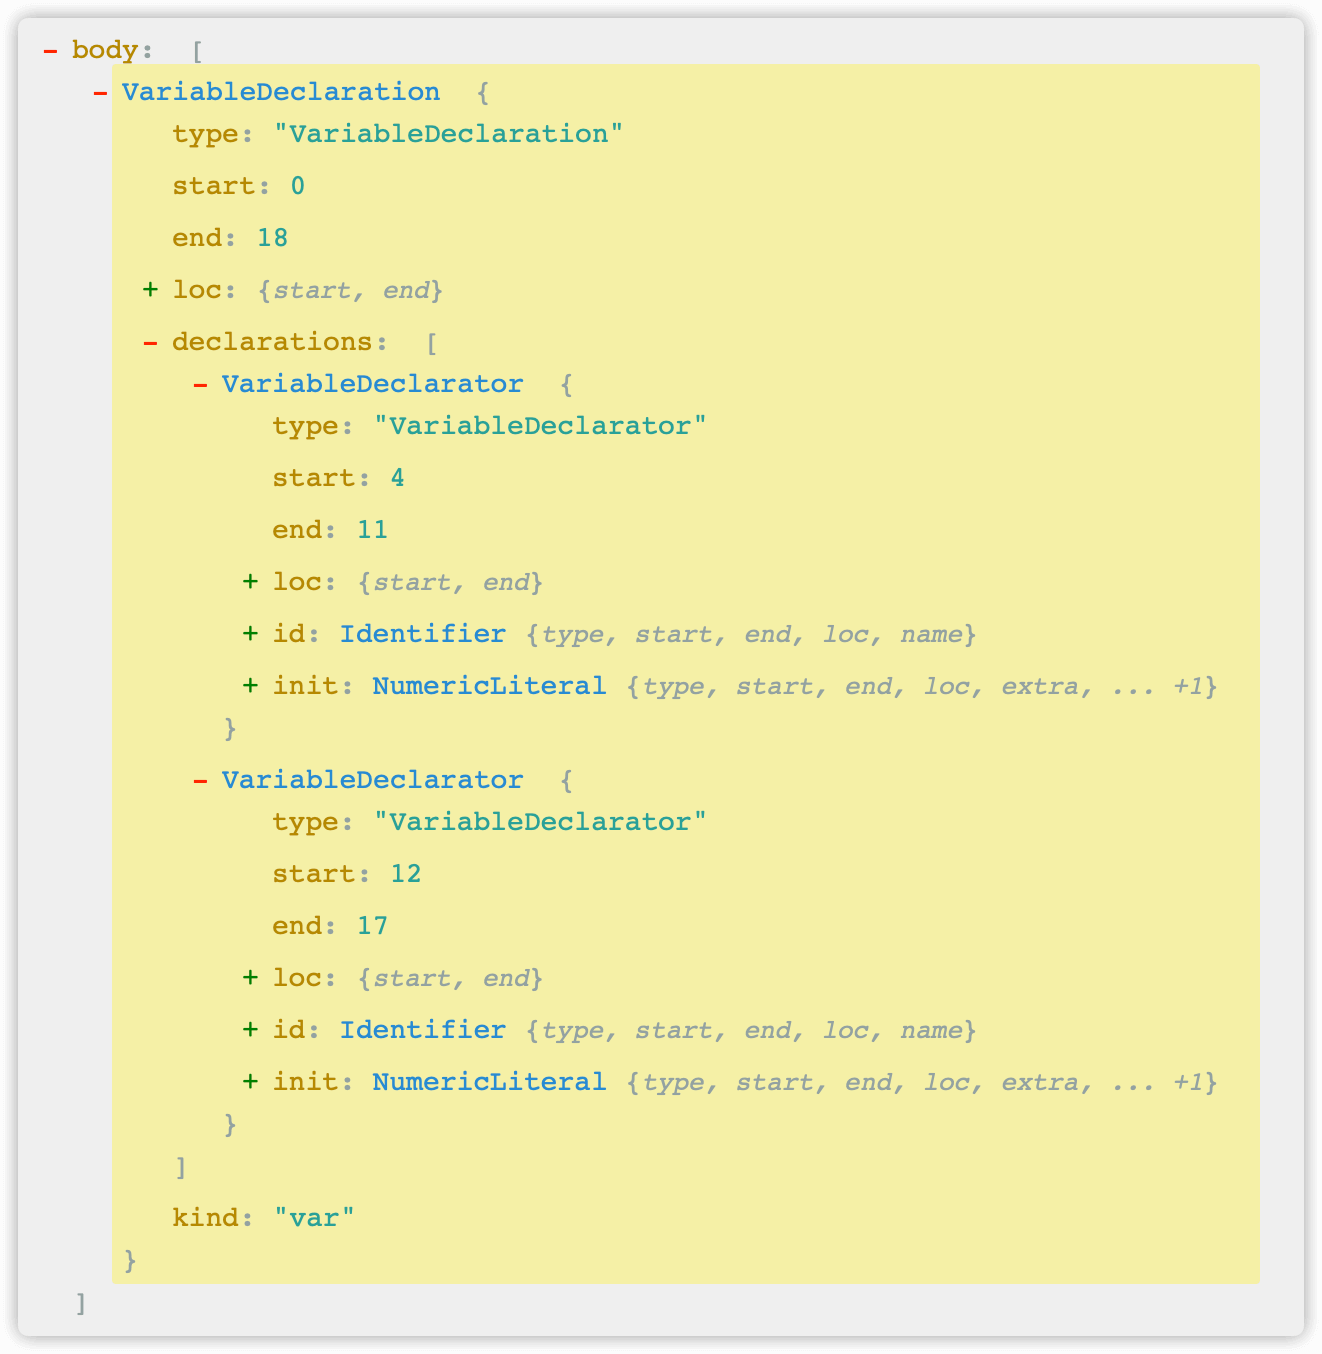 - body: [
- VariableDeclaration {
type: "VariableDeclaration"
start: 0
end: 18
+ loc: {start, end}
- declarations: [
- VariableDeclarator {
type: "VariableDeclarator"
start: 4
end: 11
+ loc: {start, end}
+ id: Identifier {type, start, end, loc, name}
+ init: NumericLiteral {type, start, end, loc, extra, ... +1}
}
- VariableDeclarator {
type: "VariableDeclarator"
start: 12
end: 17
+ loc: {start, end}
+ id: Identifier {type, start, end, loc, name}
+ init: NumericLiteral {type, start, end, loc, extra, ... +1}
}
]
kind: "var"
}
]